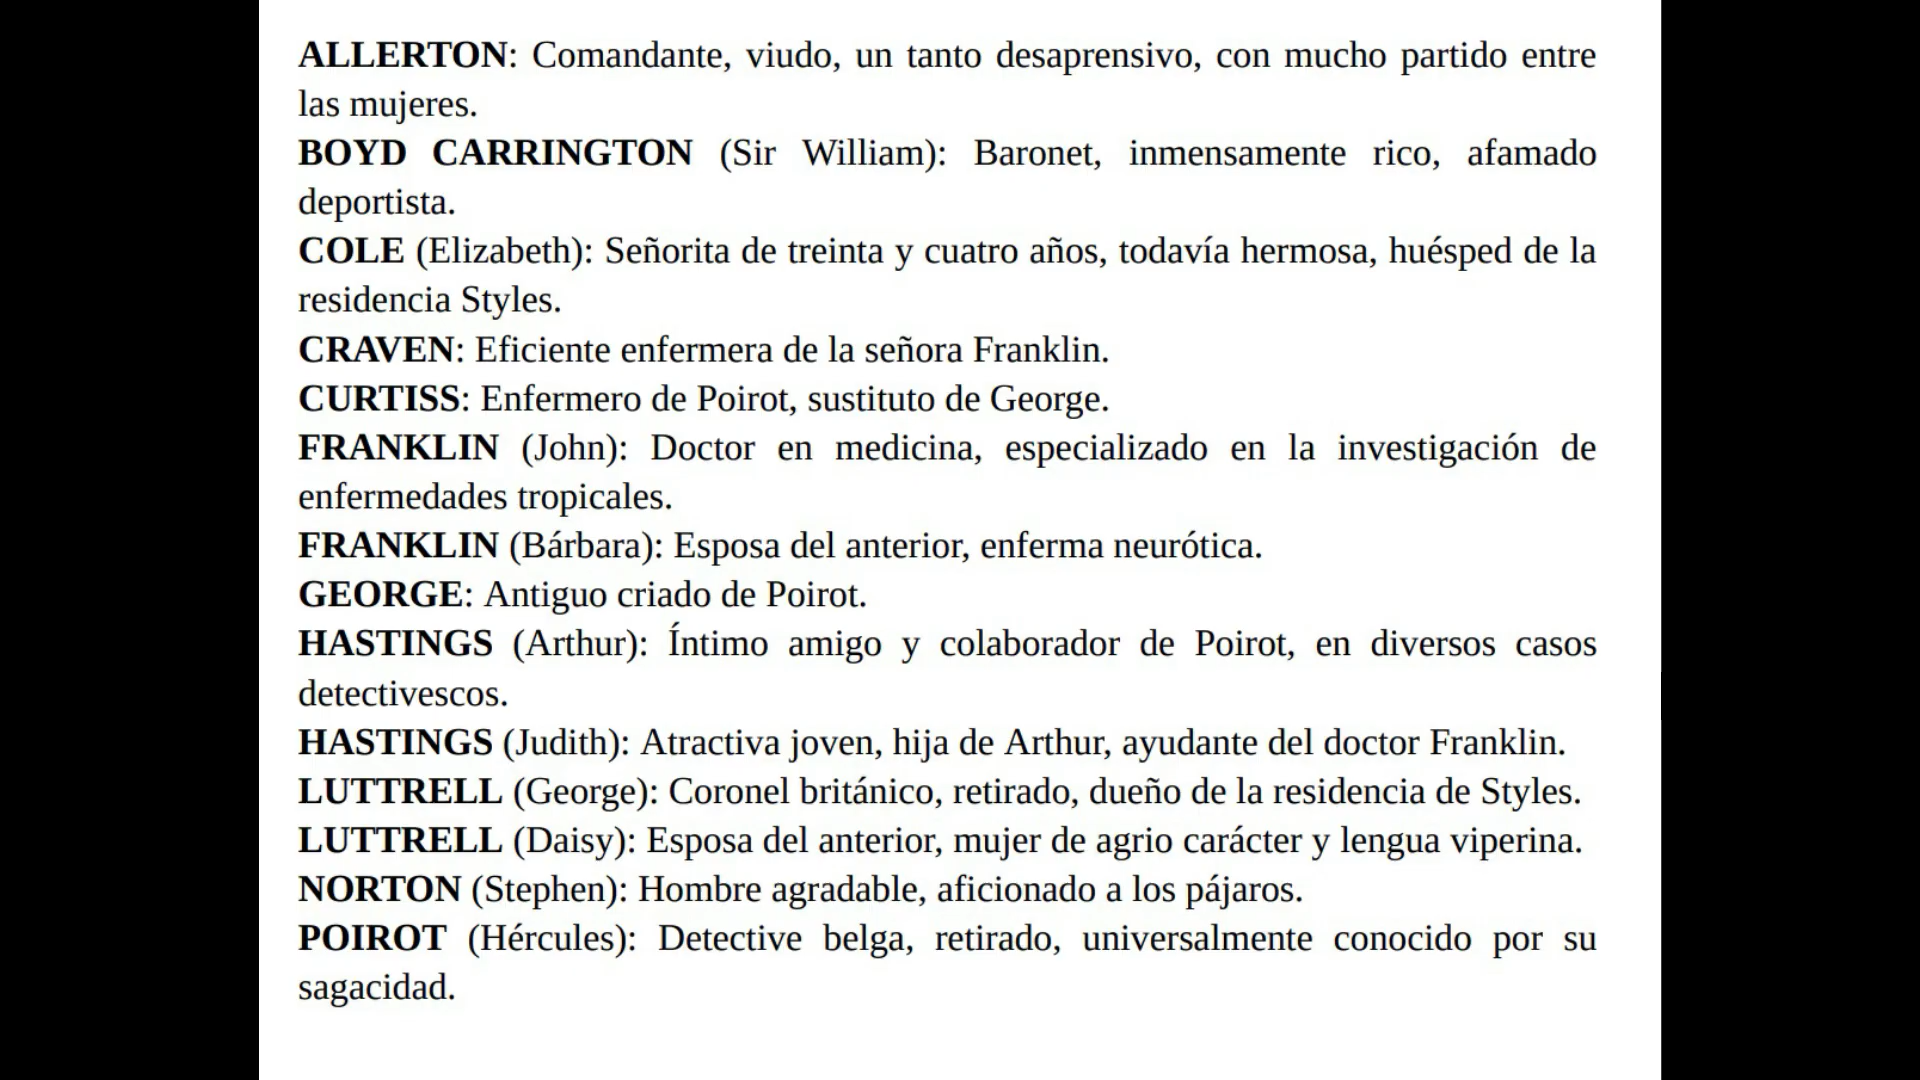 ALLERTON: Comandante, viudo, un tanto desaprensivo, con mucho partido entre
las mujeres.
BOYD CARRINGTON (Sir William): Baronet, inmensamente rico, afamado
deportista.
COLE (Elizabeth): Señorita de treinta y cuatro años, todavía hermosa, huésped de la
residencia Styles.
CRAVEN: Eficiente enfermera de la señora Franklin.
CURTISS: Enfermero de Poirot, sustituto de George.
FRANKLIN (John): Doctor en medicina, especializado en la investigación de
enfermedades tropicales.
FRANKLIN (Bárbara): Esposa del anterior, enferma neurótica.
GEORGE: Antiguo criado de Poirot.
HASTINGS (Arthur): Íntimo amigo y colaborador de Poirot, en diversos casos
detectivescos.
HASTINGS (Judith): Atractiva joven, hija de Arthur, ayudante del doctor Franklin.
LUTTRELL (George): Coronel británico, retirado, dueño de la residencia de Styles.
LUTTRELL (Daisy): Esposa del anterior, mujer de agrio carácter y lengua viperina.
NORTON (Stephen): Hombre agradable, aficionado a los pájaros.
POIROT (Hércules): Detective belga, retirado, universalmente conocido por su
sagacidad.